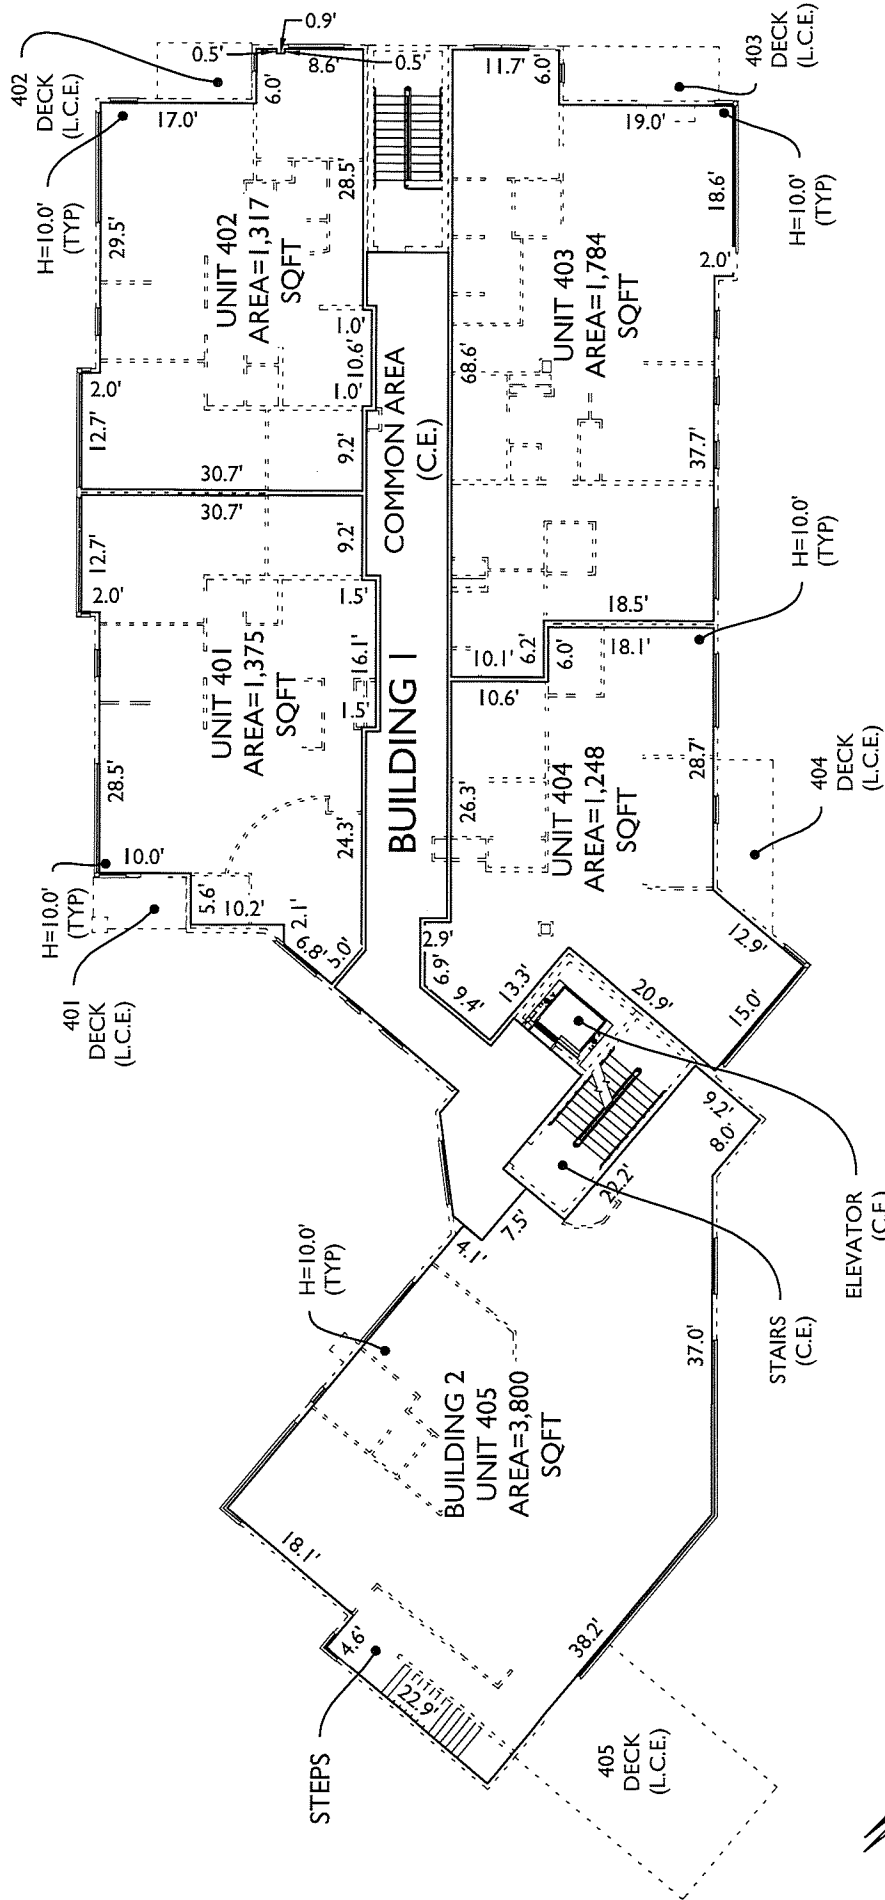 402
DECK
(L.C.E.)
H=10.0'
(TYP)
17.0'
0.5'
0.9'
6.0'
8.6'
0.5'
29.5'
UNIT 402
AREA=1,317
SQFT
28.5'
2.0'
12.7'
30.7'
1.0'
10.6'
1.0'
9.2'
30.7'
12.7'
2.0'
9.2'
UNIT 401
AREA=1,375
SQFT
1.5'
16.1'
1.5'
28.5'
24.3'
H=10.0'
(TYP)
10.0'
5.6'
10.2'
2.1'
6.8'
5.0'
401
DECK
(L.C.E.)
COMMON AREA
(C.E.)
BUILDING 1
403
DECK
(L.C.E.)
11.7'
6.0'
19.0'
H=10.0'
(TYP)
18.6'
2.0'
UNIT 403
AREA=1,784
SQFT
68.6'
37.7'
18.5'
10.1'
6.2'
H=10.0'
(TYP)
6.0'
18.1'
10.6'
UNIT 404
AREA=1,248
SQFT
26.3'
28.7'
404
DECK
(L.C.E.)
2.9'
6.9'
9.4'
13.3'
12.9'
15.0'
20.9'
ELEVATOR
(C.E.)
STAIRS
(C.E.)
9.2'
8.0'
22.2'
7.5'
4.1'
H=10.0'
(TYP)
37.0'
BUILDING 2
UNIT 405
AREA=3,800
SQFT
18.1'
4.6'
22.9'
STEPS
38.2'
405
DECK
(L.C.E.)